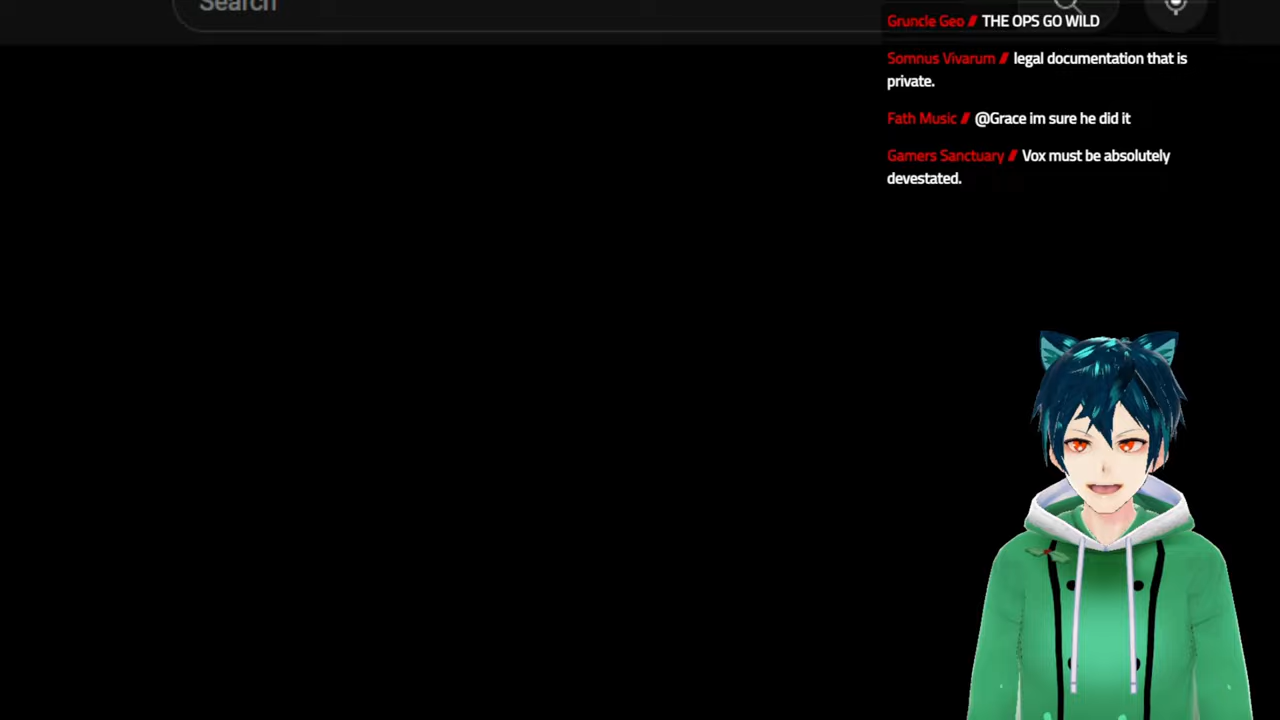 Search
Gruncle Geo // THE OPS GO WILD
Somnus Vivarum // legal documentation that is
private.
Fath Music // @Grace im sure he did it
Gamers Sanctuary // Vox must be absolutely
devestated.